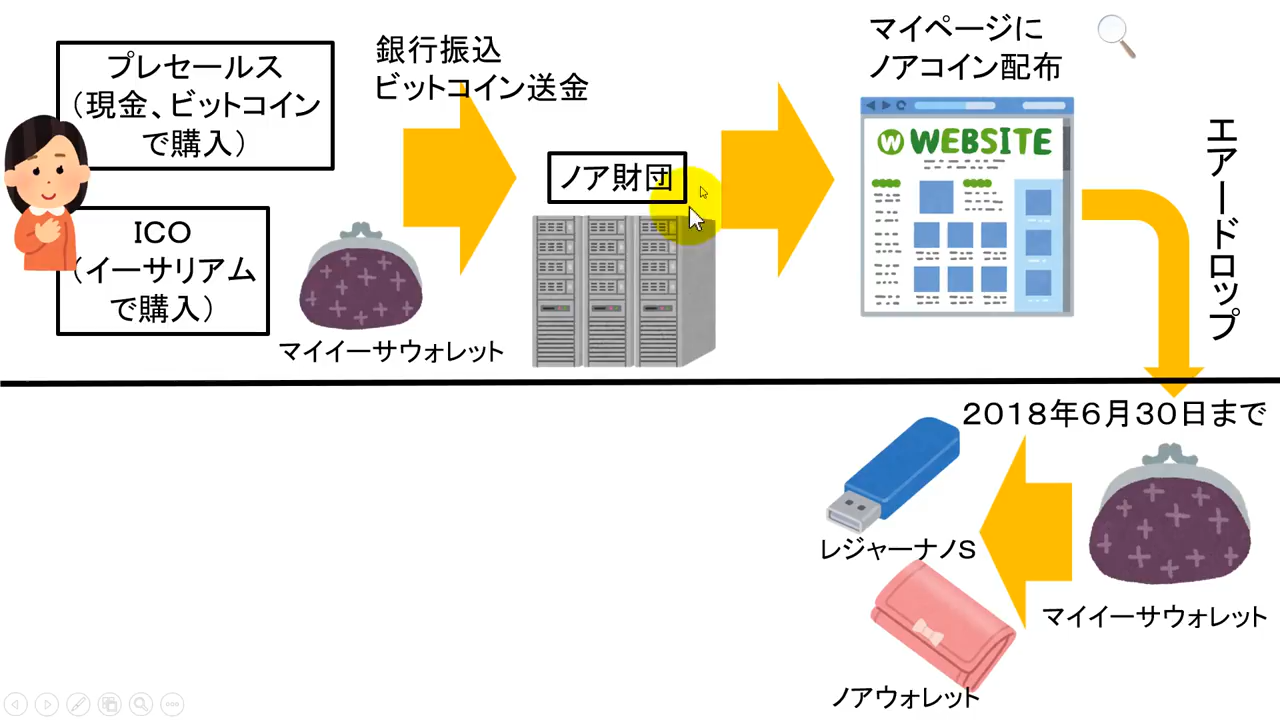 プレセールス
（現金、ビットコイン
で購入）
ＩＣＯ
（イーサリアム
で購入）
マイイーサウォレット
銀行振込
ビットコイン送金
ノア財団
マイページに
ノアコイン配布
W WEBSITE
エアードロップ
２０１８年６月３０日まで
レジャーナノＳ
マイイーサウォレット
ノアウォレット